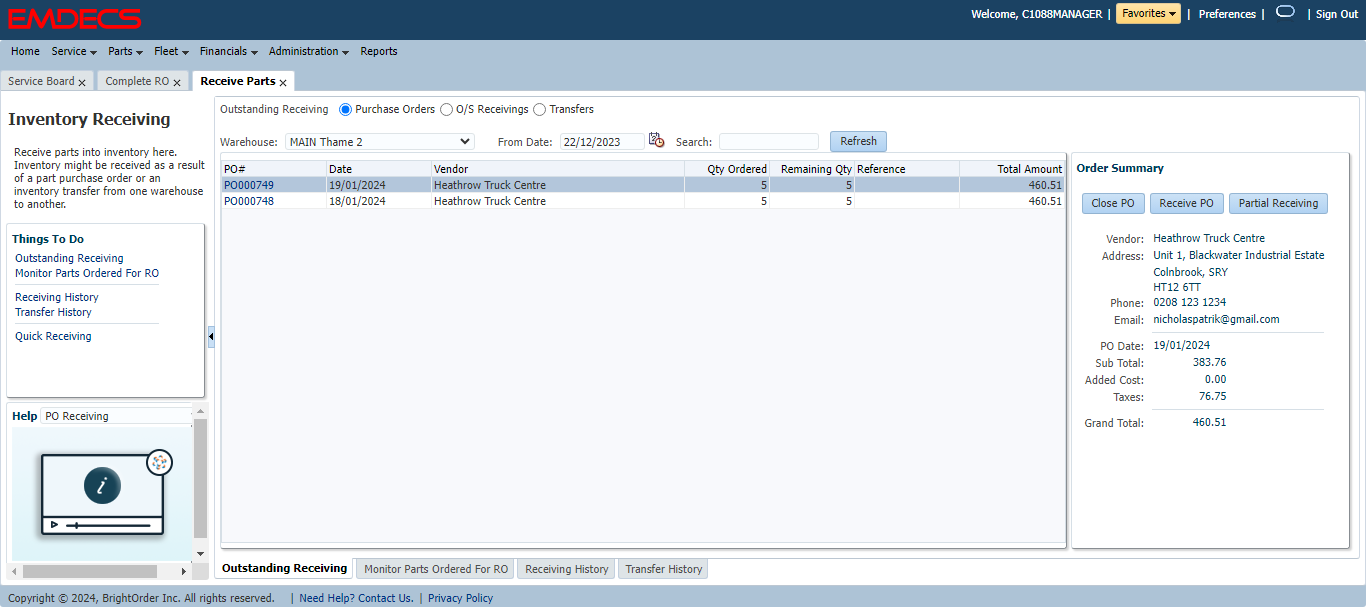 EMDECS
Welcome, C1088MANAGER | Favorites | Preferences | | Sign Out
Home Service Parts Fleet Financials Administration Reports
Service Board x Complete RO x Receive Parts x
Inventory Receiving
Receive parts into inventory here.
Inventory might be received as a result
of a part purchase order or an
inventory transfer from one warehouse
to another.
Things To Do
Outstanding Receiving
Monitor Parts Ordered For RO
Receiving History
Transfer History
Quick Receiving
Help PO Receiving
i
Outstanding Receiving Purchase Orders O/S Receivings Transfers
Warehouse: MAIN Thame 2 From Date: 22/12/2023 Search: Refresh
PO# Date Vendor Qty Ordered Remaining Qty Reference Total Amount
PO000749 19/01/2024 Heathrow Truck Centre 5 5 460.51
PO000748 18/01/2024 Heathrow Truck Centre 5 5 460.51
Order Summary
Close PO Receive PO Partial Receiving
Vendor: Heathrow Truck Centre
Address: Unit 1, Blackwater Industrial Estate
Colnbrook, SRY
HT12 6TT
Phone: 0208 123 1234
Email: nicholaspatrik@gmail.com
PO Date: 19/01/2024
Sub Total: 383.76
Added Cost: 0.00
Taxes: 76.75
Grand Total: 460.51
Outstanding Receiving Monitor Parts Ordered For RO Receiving History Transfer History
Copyright © 2024, BrightOrder Inc. All rights reserved. | Need Help? Contact Us. | Privacy Policy